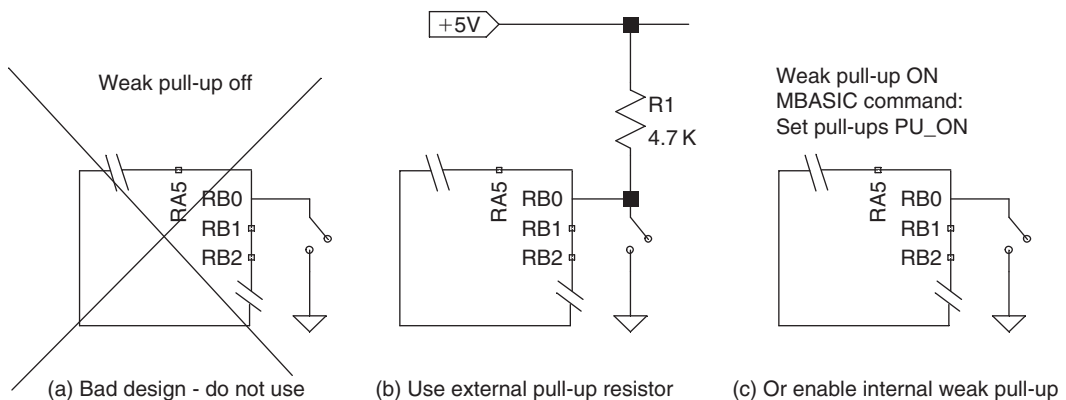 +5V
Weak pull-up off
Weak pull-up ON
MBASIC command:
Set pull-ups PU_ON
R1
4.7 K
RA5
RB0
RB1
RB2
RA5
RB0
RB1
RB2
RA5
RB0
RB1
RB2
(a) Bad design - do not use
(b) Use external pull-up resistor
(c) Or enable internal weak pull-up